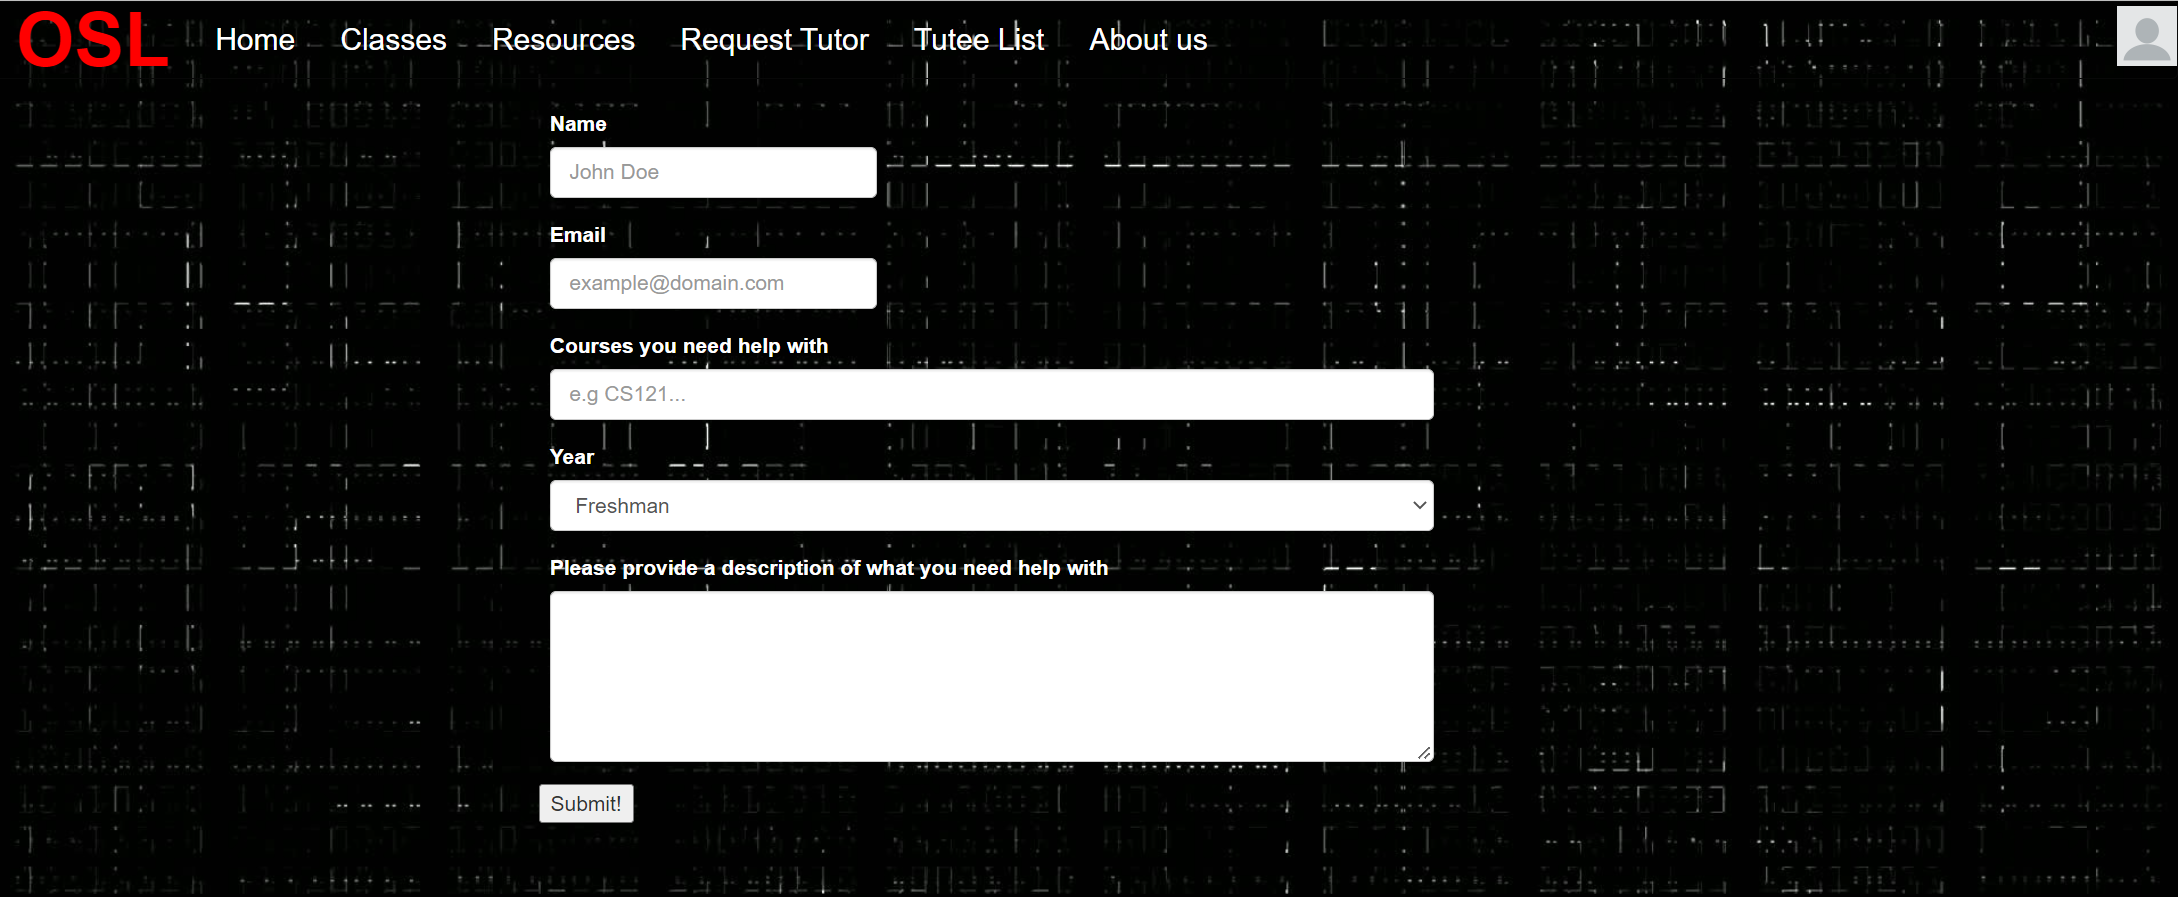 OSL Home Classes Resources Request Tutor Tutee List About us
Name
John Doe
Email
example@domain.com
Courses you need help with
e.g CS121...
Year
Freshman
Please provide a description of what you need help with
Submit!